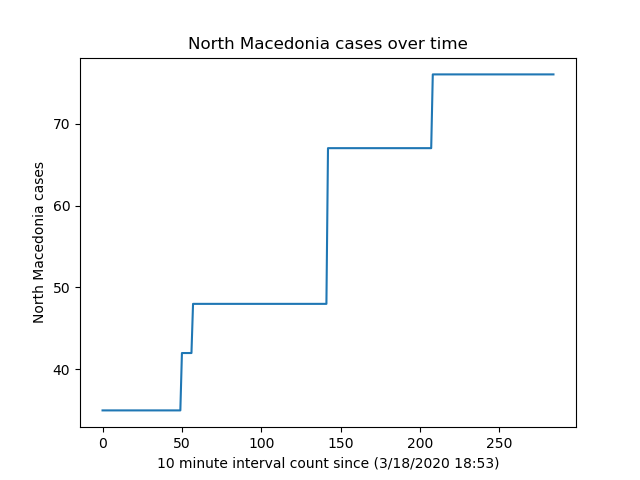 North Macedonia cases over time
70
60
50
40
North Macedonia cases
0 50 100 150 200 250
10 minute interval count since (3/18/2020 18:53)